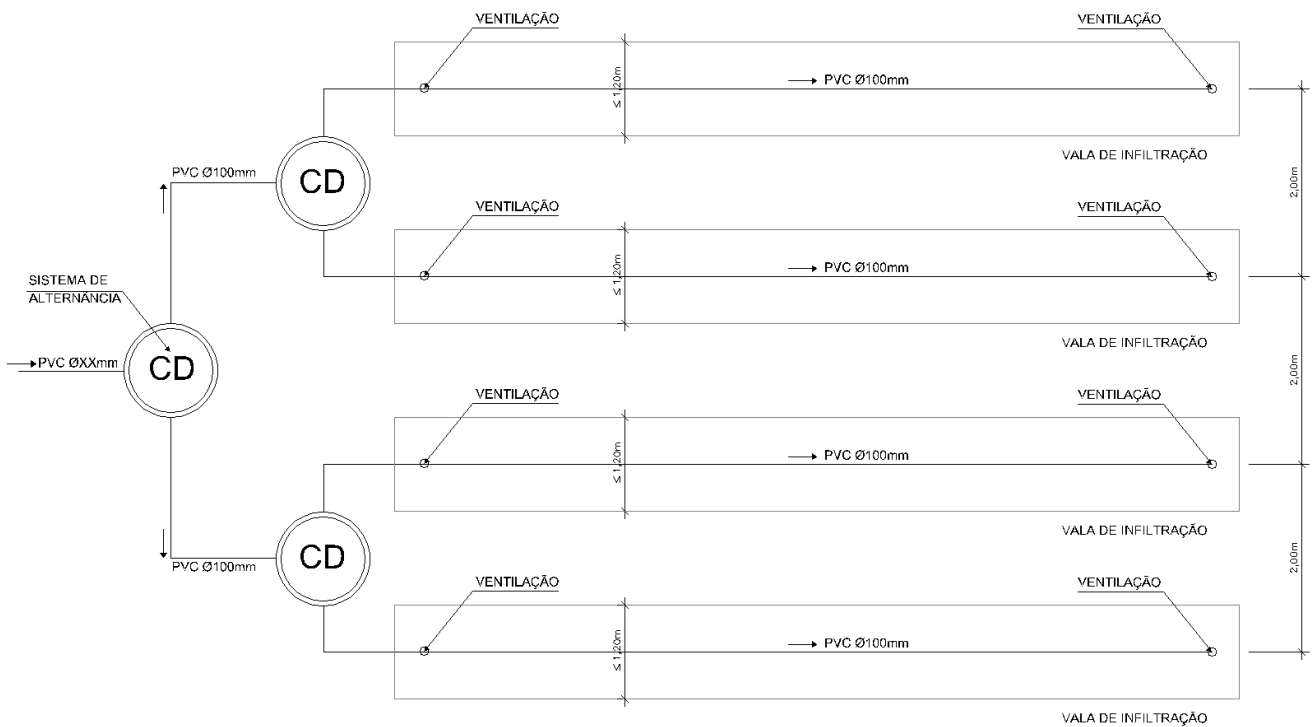 VENTILAÇÃO
VENTILAÇÃO
≤ 1,20m
PVC Ø100mm
VALA DE INFILTRAÇÃO
PVC Ø100mm
CD
2,00m
VENTILAÇÃO
VENTILAÇÃO
≤ 1,20m
PVC Ø100mm
SISTEMA DE
ALTERNÂNCIA
VALA DE INFILTRAÇÃO
PVC ØXXmm
CD
2,00m
VENTILAÇÃO
VENTILAÇÃO
≤ 1,20m
PVC Ø100mm
VALA DE INFILTRAÇÃO
CD
PVC Ø100mm
2,00m
VENTILAÇÃO
VENTILAÇÃO
≤ 1,20m
PVC Ø100mm
VALA DE INFILTRAÇÃO